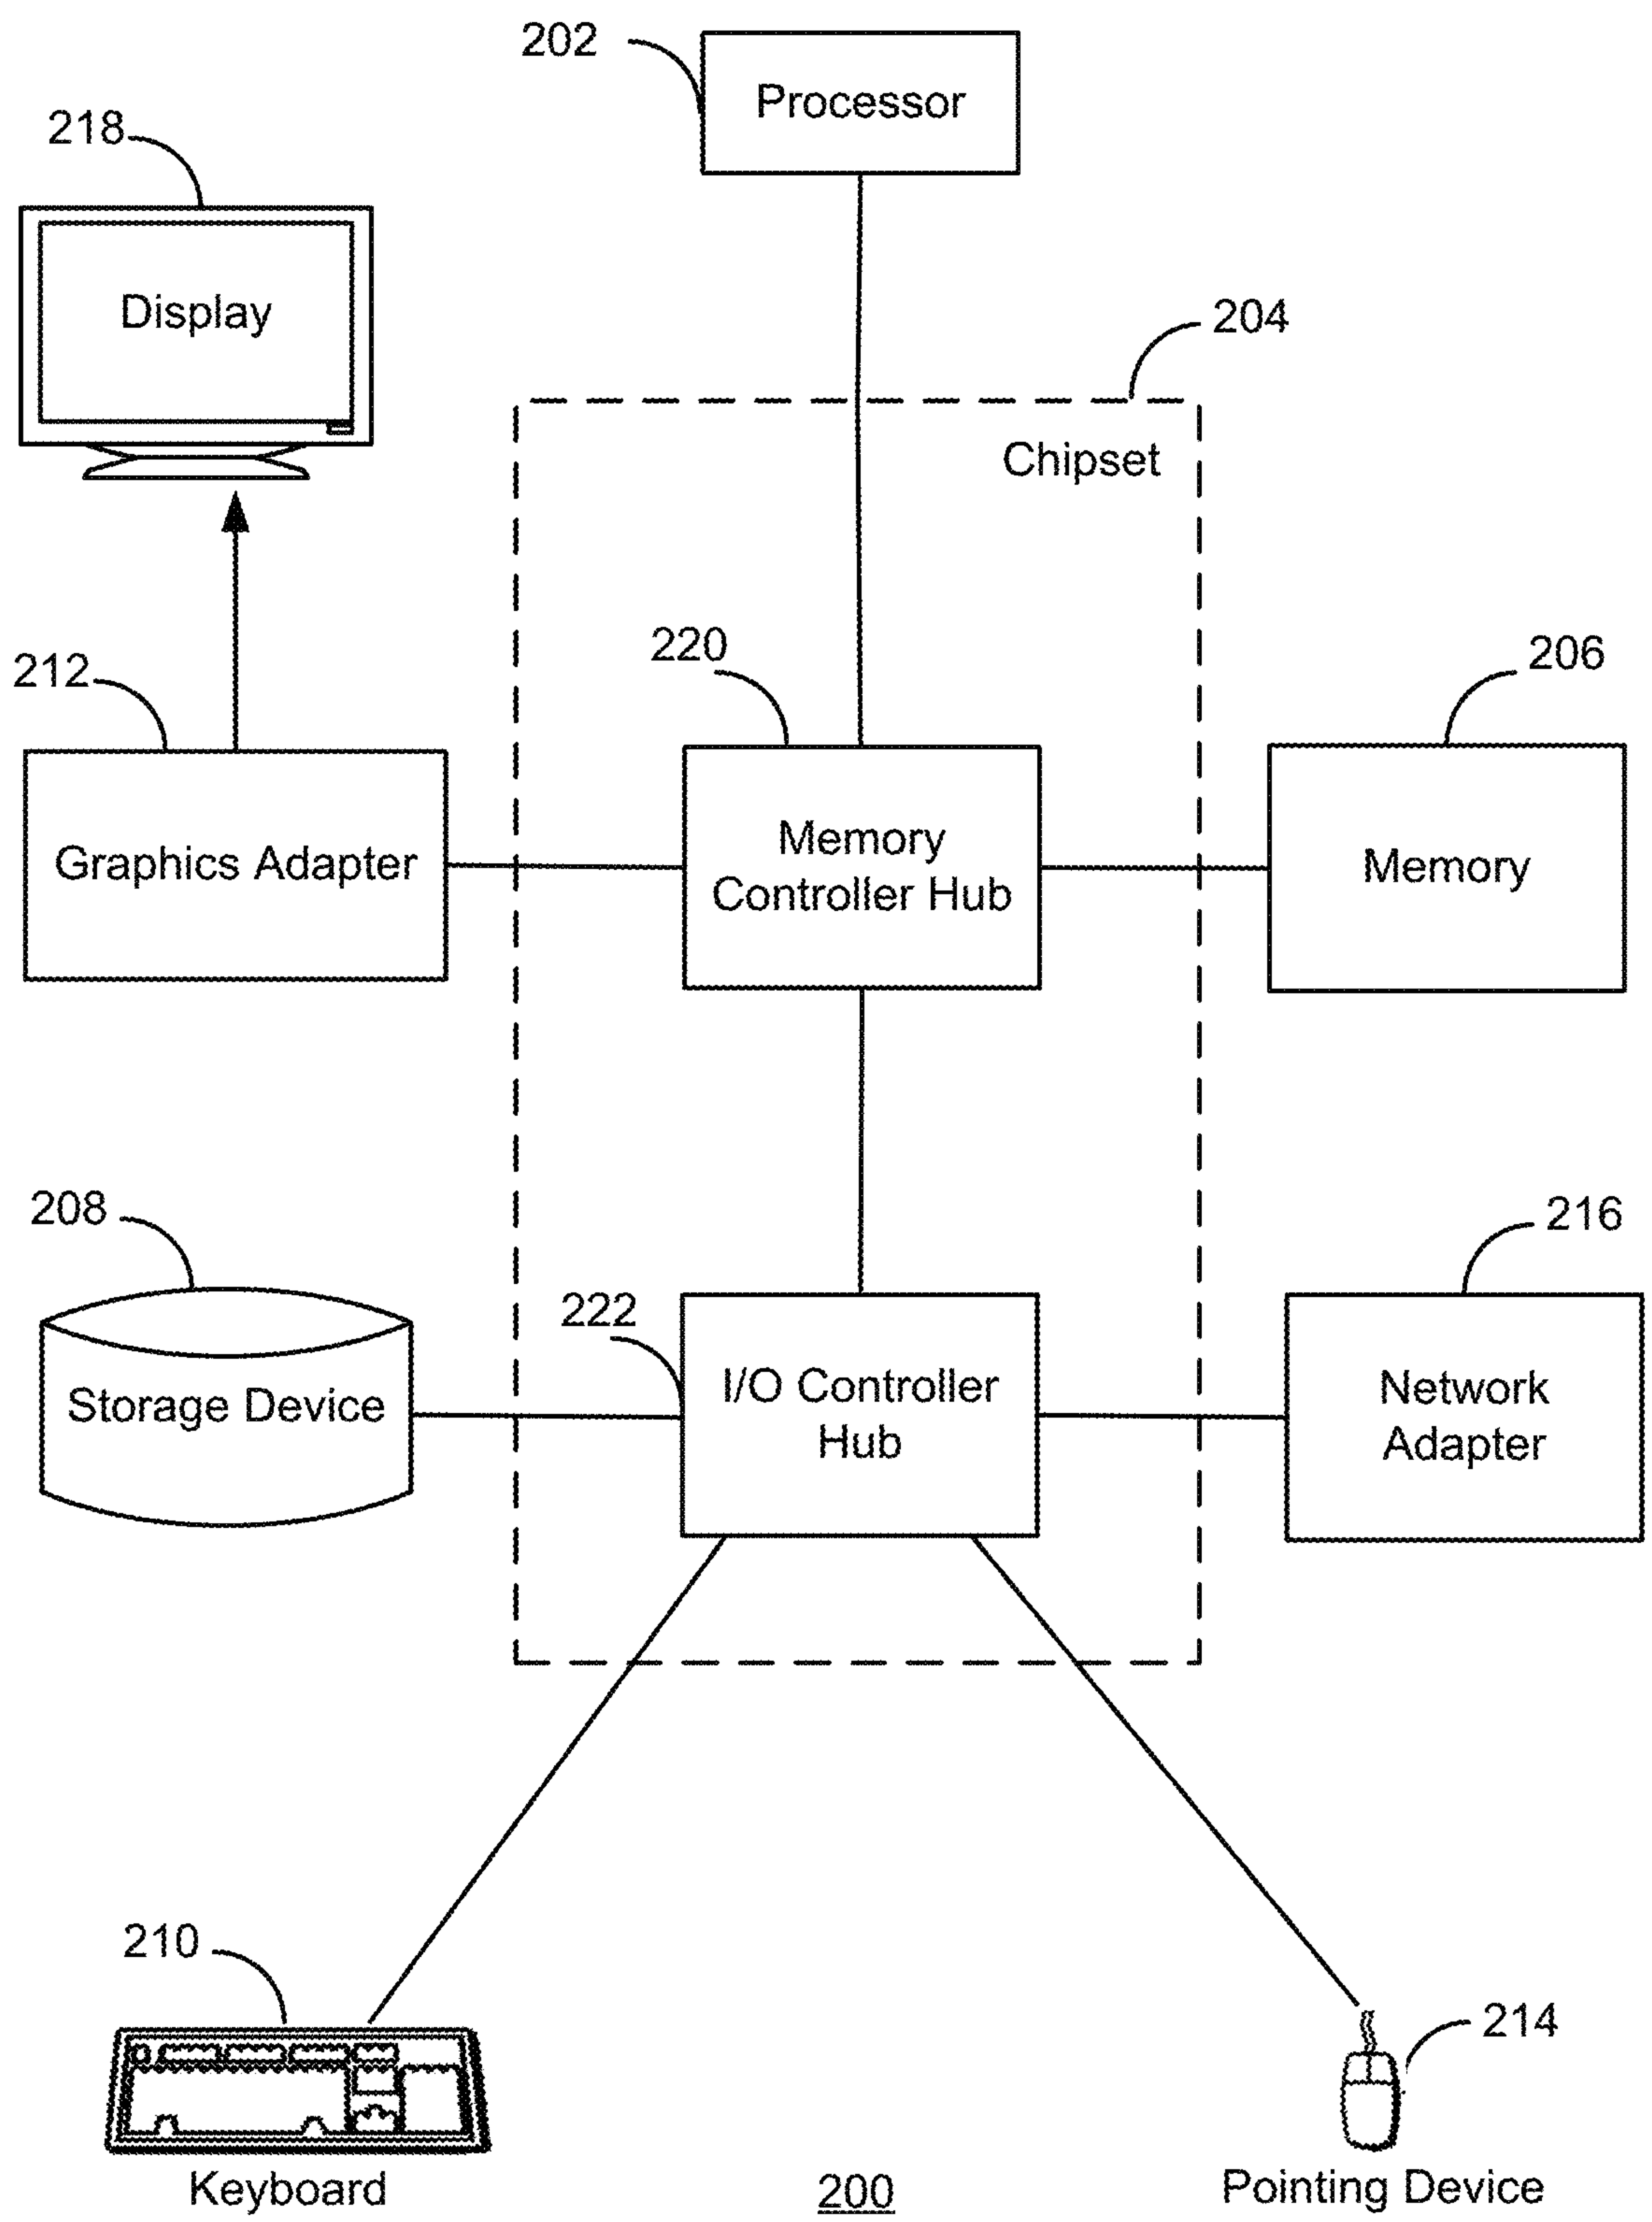 202
Processor
218
Display
204
Chipset
220
206
212
Memory
Controller Hub
Graphics Adapter
Memory
208
216
222
I/O Controller
Hub
Storage Device
Network
Adapter
210
214
Keyboard
200
Pointing Device